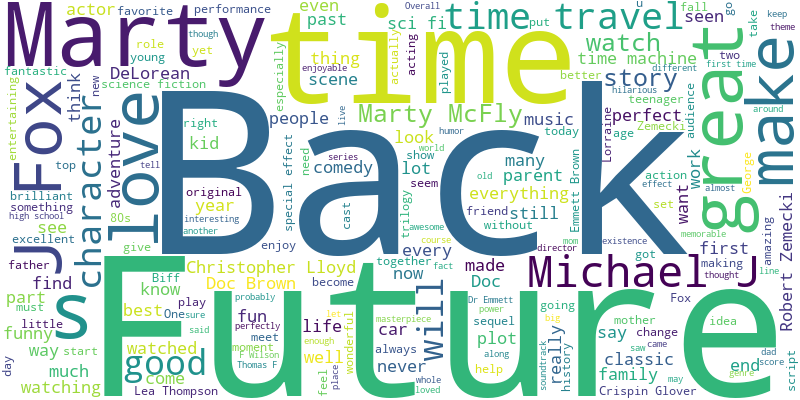 Marty
actor
favorite
performance
even
past
sci fi
time travel
put
u
fall
seen
go
take
keep
theme
Overall
role
though
yet
young
time
especially
thing
scene
actually
acting
played
watch
time machine
better
different
hilarious
two
first time
fantastic
DeLorean
science fiction
think
new
entertaining
Fox
character
love
adventure
people
Marty McFly
music
story
teenager
audience
great
make
around
Zemecki
perfect
age
today
Lorraine
work
want
George
J
Back
right
kid
original
year
interesting
another
special effect
need
live
look
humor
world
show
series
comedy
lot
seem
many
parent
old
everything
still
friend
without
trilogy
awesome
course
cast
Emmett Brown
action
effect
almost
set
mom
existence
director
memorable
first
amazing
line
Robert Zemecki
making
thought
got
top
tell
brilliant
something
high school
see
80s
excellent
give
enjoy
father
find
part
must
little
funny
way
start
day
much
watching
s
Future
Biff
know
best
good
watched
come
Lea Thompson
play
One
sure
said
Christopher Lloyd
Doc Brown
probably
perfectly
fun
meet
moment
F Wilson
Thomas F
become
together
fact
every
now
made
Doc
Michael J
Dr Emmett
power
masterpiece
let
life
enough
well
feel
place
wonderful
car
always
never
whole
loved
will
sequel
plot
along
help
going
big
really
history
soundtrack
Fox
mother
change
say
saw
came
classic
family
may
Crispin Glover
idea
end
dad
score
genre
script
enjoyable